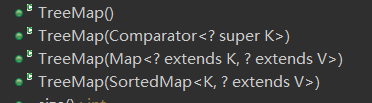 TreeMap()
TreeMap(Comparator<? super K>)
TreeMap(Map<? extends K, ? extends V>)
TreeMap(SortedMap<K, ? extends V>)